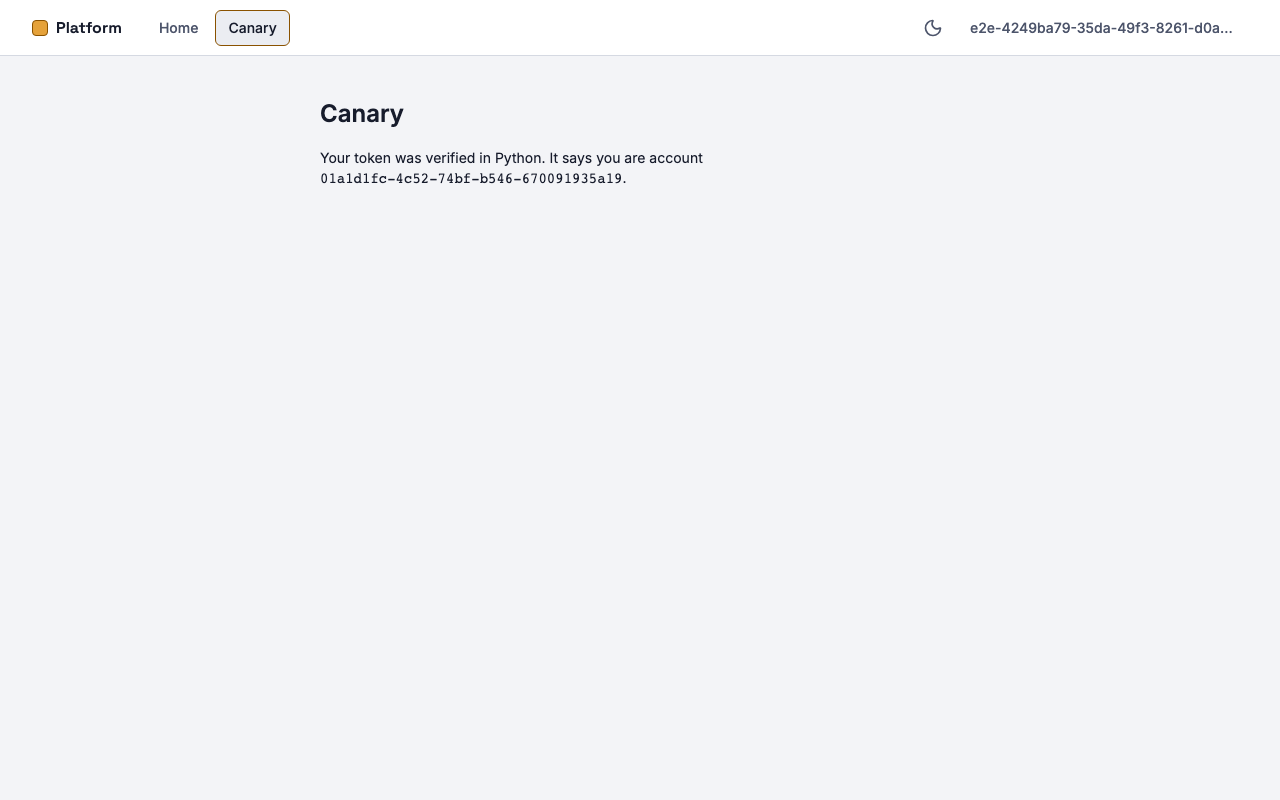 Platform
Home
Canary
e2e-4249ba79-35da-49f3-8261-d0a…
Canary
Your token was verified in Python. It says you are account
01a1d1fc-4c52-74bf-b546-670091935a19.